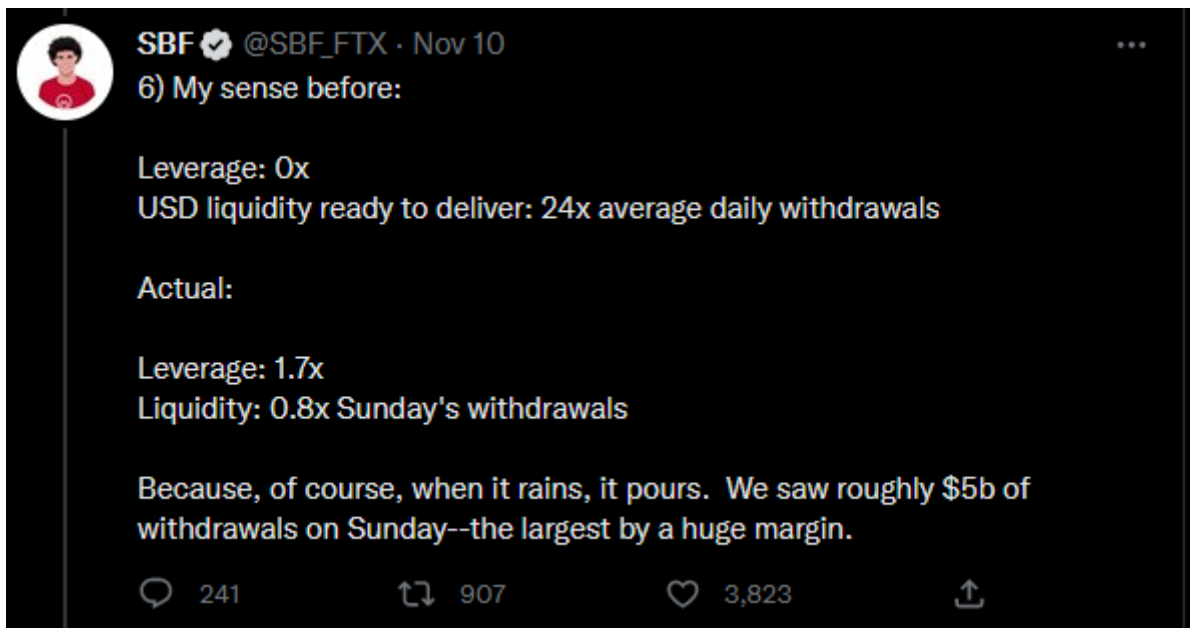 SBF @SBF_FTX · Nov 10
6) My sense before:
Leverage: 0x
USD liquidity ready to deliver: 24x average daily withdrawals
Actual:
Leverage: 1.7x
Liquidity: 0.8x Sunday's withdrawals
Because, of course, when it rains, it pours.  We saw roughly $5b of
withdrawals on Sunday--the largest by a huge margin.
241 907 3,823